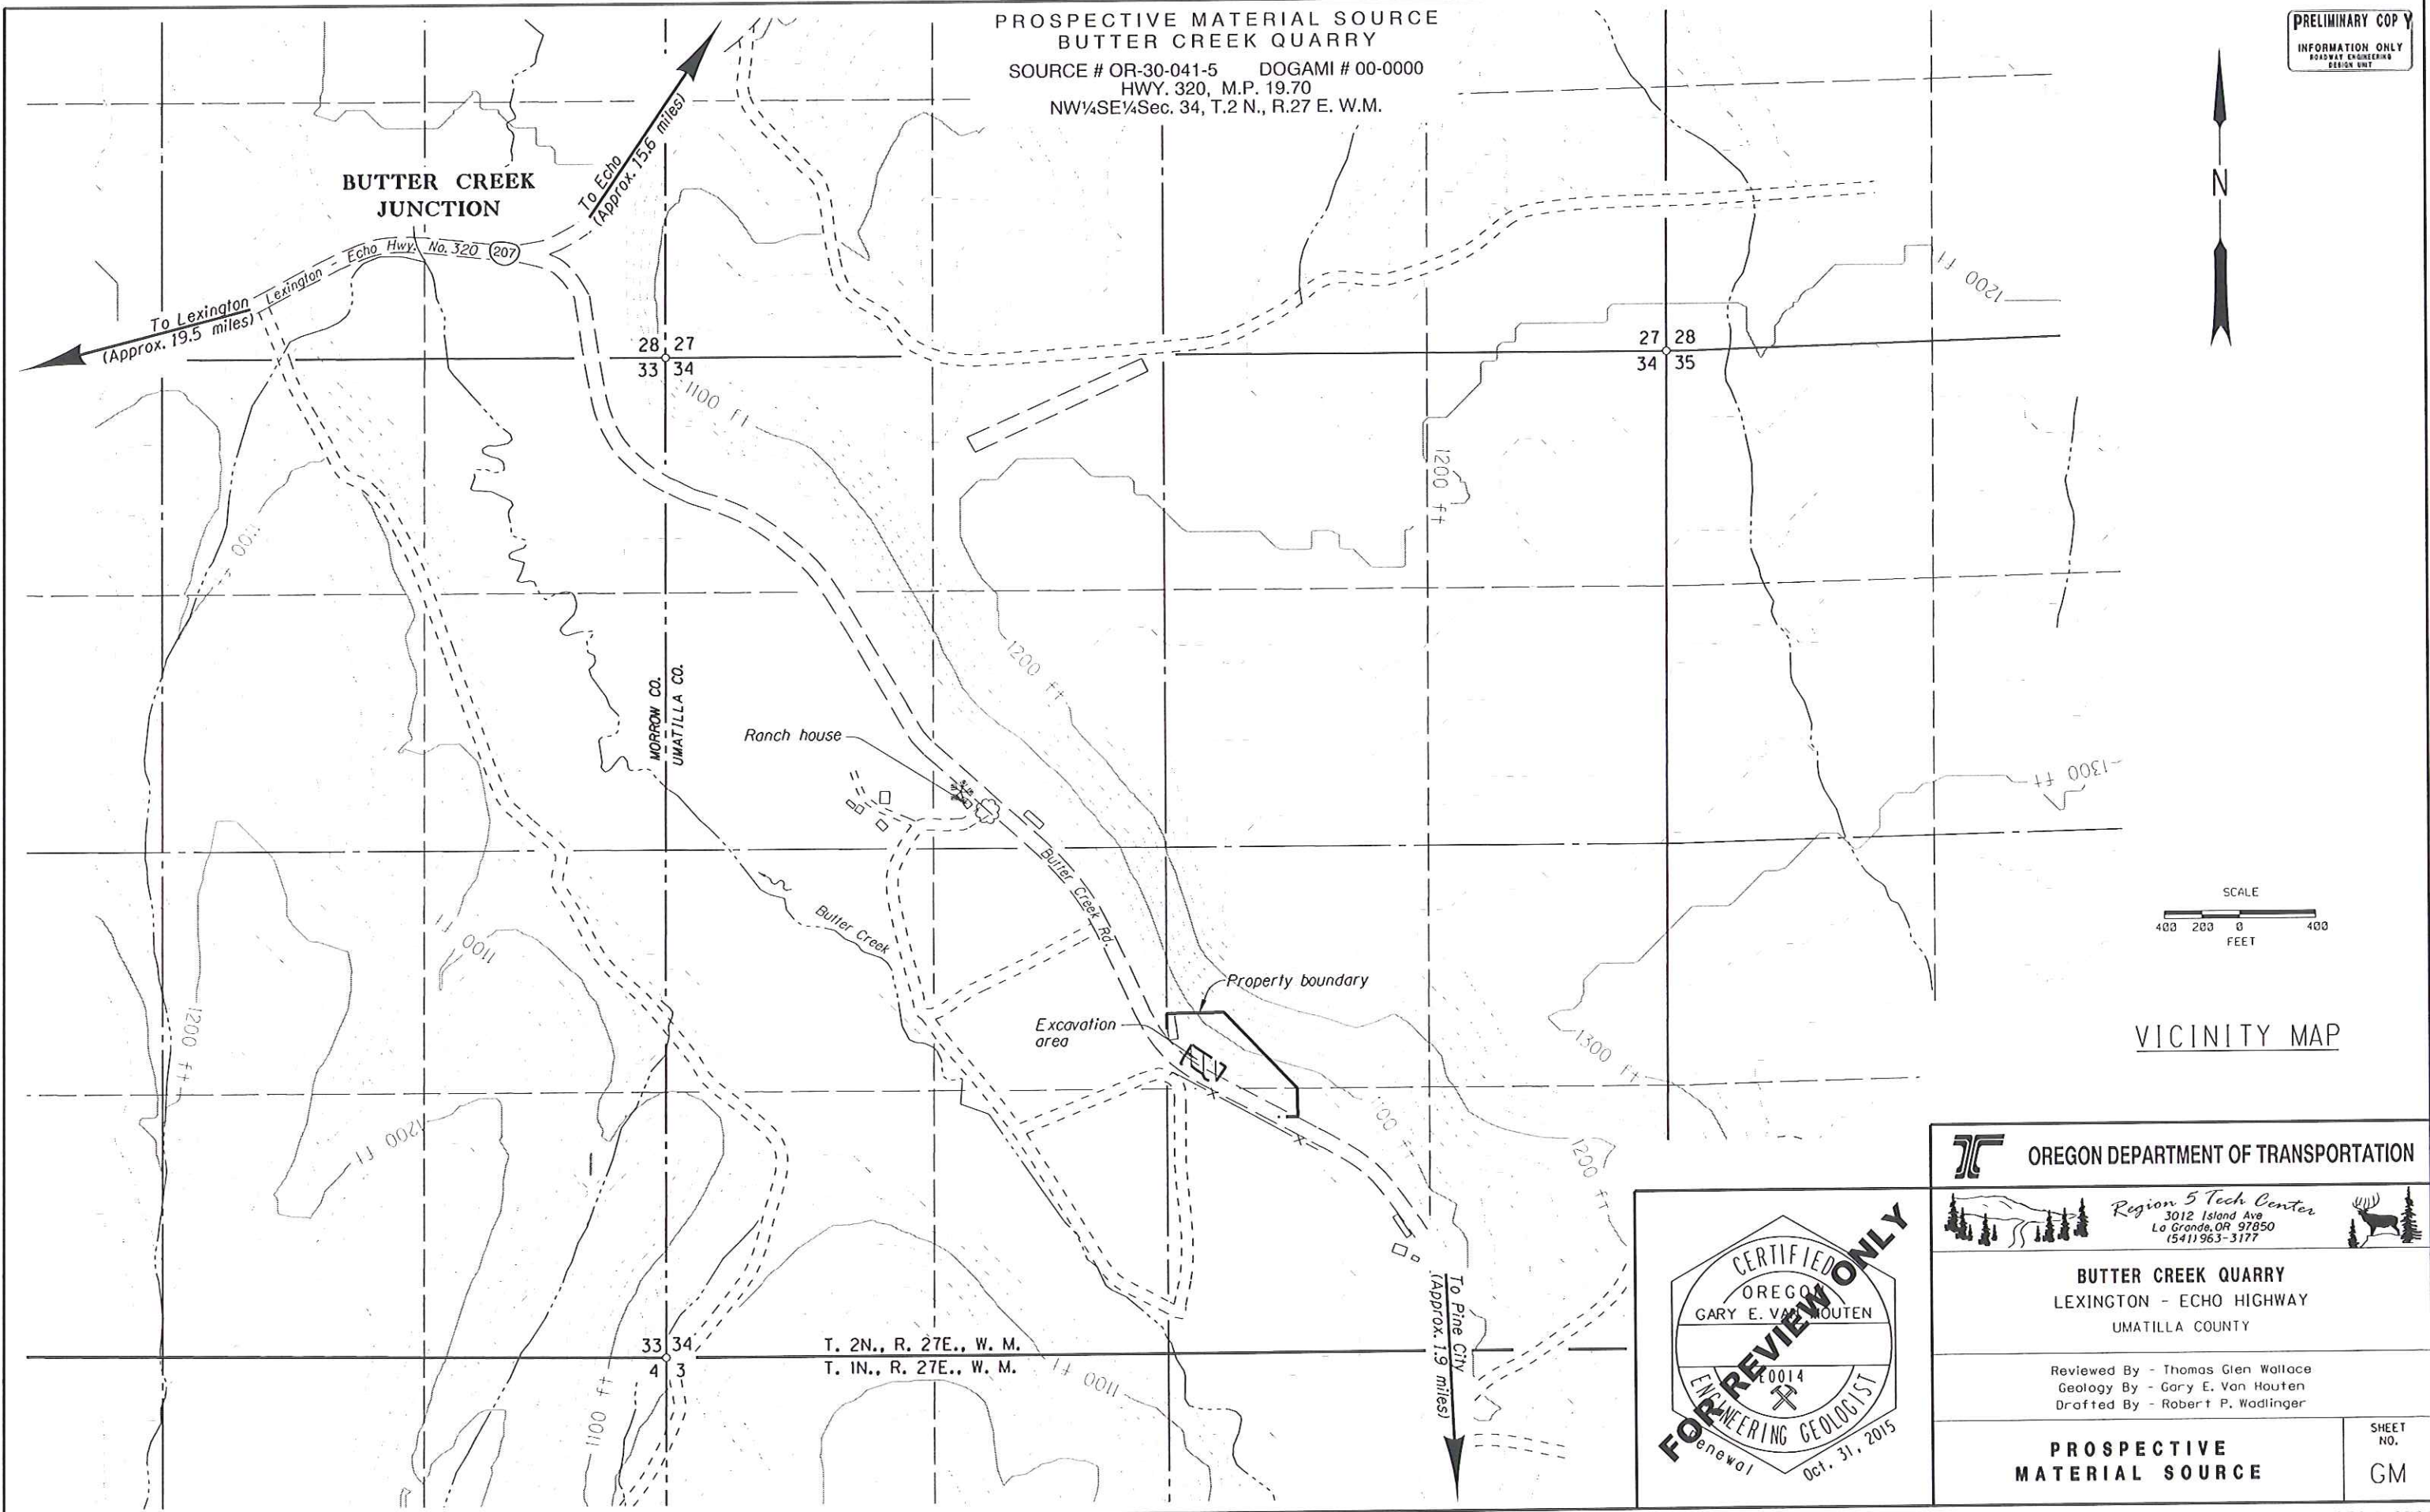 PROSPECTIVE MATERIAL SOURCE
BUTTER CREEK QUARRY
SOURCE # OR-30-041-5 DOGAMI # 00-0000
HWY. 320, M.P. 19.70
NW¼SE¼Sec. 34, T.2 N., R.27 E. W.M.
PRELIMINARY COPY
INFORMATION ONLY
ROADWAY ENGINEERING
DESIGN UNIT
N
BUTTER CREEK
JUNCTION
To Echo
(Approx. 15.6 miles)
Lexington - Echo Hwy. No. 320 207
Lexington
To Lexington
(Approx. 19.5 miles)
28 27
33 34
27 28
34 35
1200 ft
1100 ft
1200 ft
1100 ft
1200 ft
MORROW CO.
UMATILLA CO.
Ranch house
1300 ft
Butter Creek Rd.
Butter Creek
1100 ft
1200 ft
Property boundary
Excavation
area
1300 ft
1200 ft
1100 ft
1200 ft
SCALE
400 200 0 400
FEET
VICINITY MAP
33 34
4 3
T. 2N., R. 27E., W. M.
T. 1N., R. 27E., W. M.
1100 ft
1100 ft
To Pine City
(Approx. 1.9 miles)
CERTIFIED
OREGON
GARY E. VAN HOUTEN
E0014
ENGINEERING GEOLOGIST
Renewal Oct. 31, 2015
FOR REVIEW ONLY
OREGON DEPARTMENT OF TRANSPORTATION
Region 5 Tech Center
3012 Island Ave
La Grande, OR 97850
(541) 963-3177
BUTTER CREEK QUARRY
LEXINGTON - ECHO HIGHWAY
UMATILLA COUNTY
Reviewed By - Thomas Glen Wallace
Geology By - Gary E. Van Houten
Drafted By - Robert P. Wadlinger
PROSPECTIVE
MATERIAL SOURCE
SHEET
NO.
GM